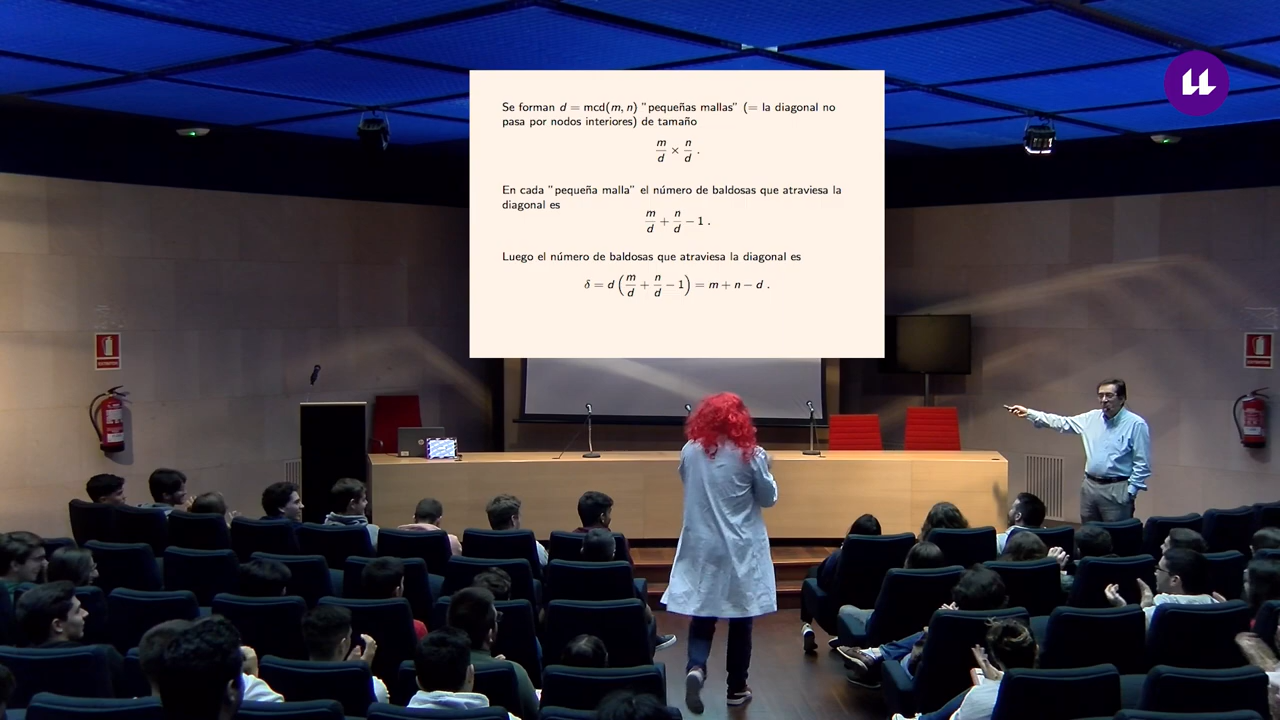 Se forman d = mcd(m, n) "pequeñas mallas" (= la diagonal no
pasa por nodos interiores) de tamaño
m/d × n/d .
En cada "pequeña malla" el número de baldosas que atraviesa la
diagonal es
m/d + n/d − 1 .
Luego el número de baldosas que atraviesa la diagonal es
δ = d (m/d + n/d − 1) = m + n − d .